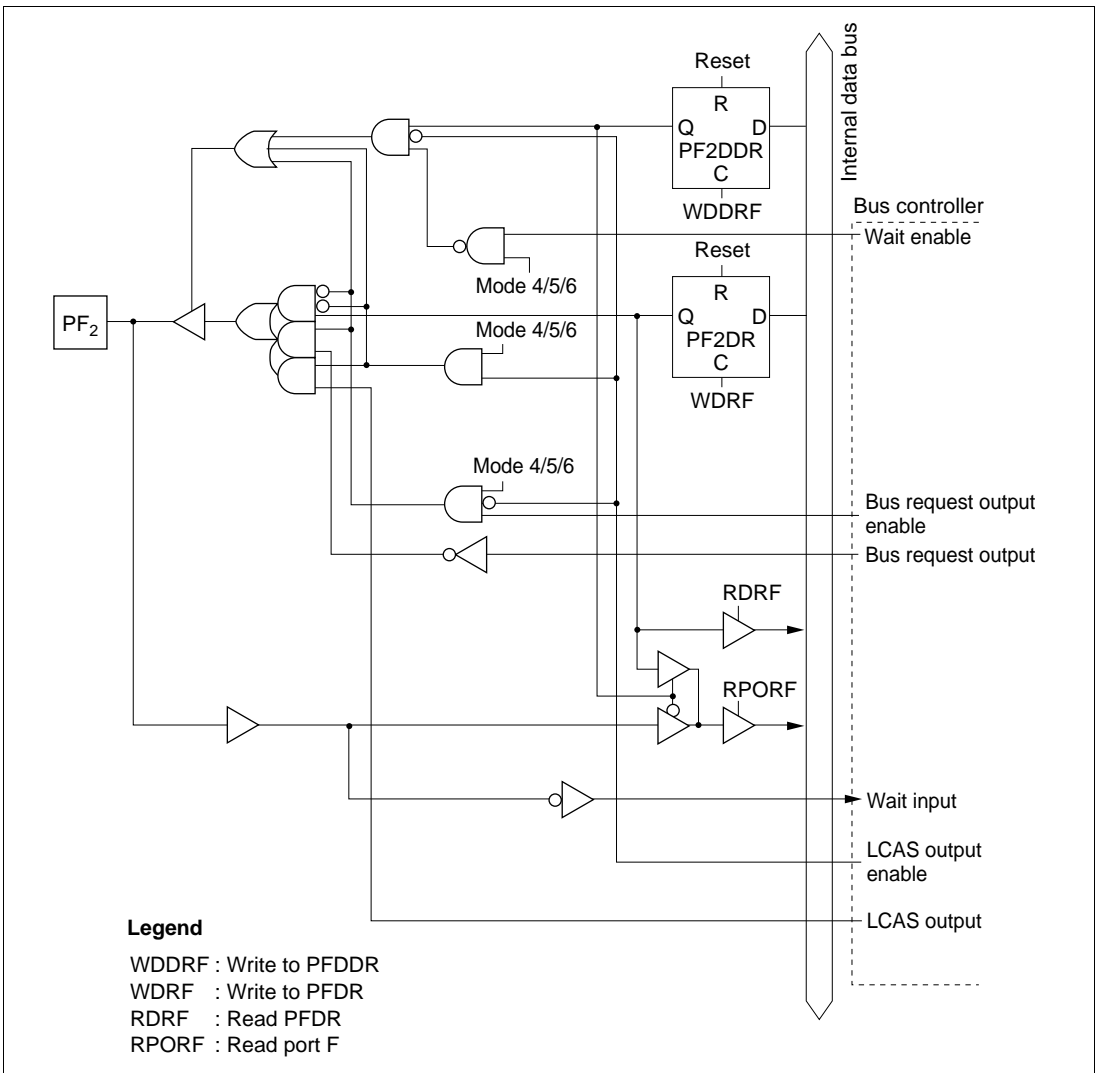 Reset
R
Q D
PF2DDR
C
WDDRF
Internal data bus
Bus controller
Wait enable
Mode 4/5/6
Reset
R
Q D
PF2DR
C
WDRF
PF2
Mode 4/5/6
Mode 4/5/6
Bus request output
enable
Bus request output
RDRF
RPORF
Wait input
LCAS output
enable
LCAS output
Legend
WDDRF : Write to PFDDR
WDRF : Write to PFDR
RDRF : Read PFDR
RPORF : Read port F